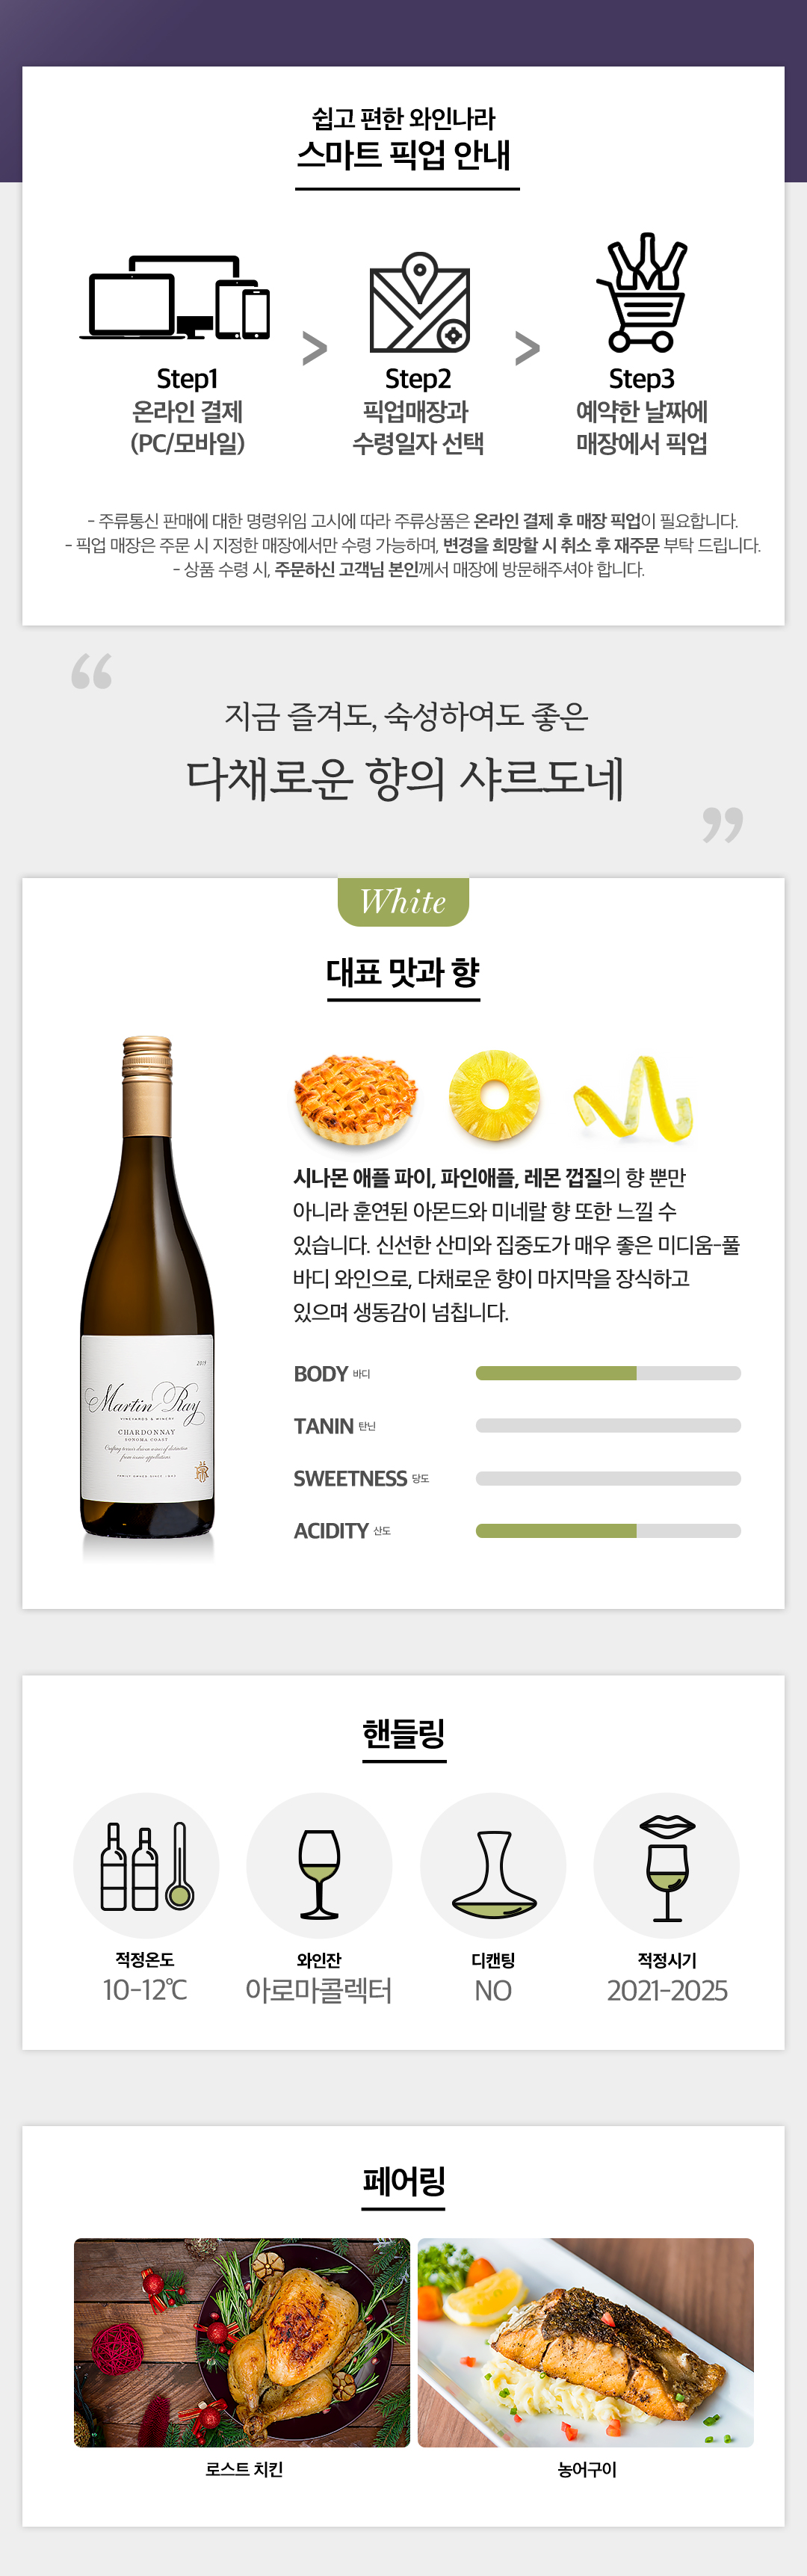 쉽고 편한 와인나라
스마트 픽업 안내
Step1
온라인 결제
(PC/모바일)
>
Step2
픽업매장과
수령일자 선택
>
Step3
예약한 날짜에
매장에서 픽업
- 주류통신 판매에 대한 명령위임 고시에 따라 주류상품은 온라인 결제 후 매장 픽업이 필요합니다.
- 픽업 매장은 주문 시 지정한 매장에서만 수령 가능하며, 변경을 희망할 시 취소 후 재주문 부탁 드립니다.
- 상품 수령 시, 주문하신 고객님 본인께서 매장에 방문해주셔야 합니다.
“
지금 즐겨도, 숙성하여도 좋은
다채로운 향의 샤르도네
”
White
대표 맛과 향
시나몬 애플 파이, 파인애플, 레몬 껍질의 향 뿐만
아니라 훈연된 아몬드와 미네랄 향 또한 느낄 수
있습니다. 신선한 산미와 집중도가 매우 좋은 미디움-풀
바디 와인으로, 다채로운 향이 마지막을 장식하고
있으며 생동감이 넘칩니다.
2019
Martin Ray
VINEYARDS & WINERY
CHARDONNAY
SONOMA COAST
Crafting terroir driven wines of distinction
from iconic appellations
BODY 바디
TANIN 탄닌
SWEETNESS 당도
ACIDITY 산도
핸들링
적정온도
10-12℃
와인잔
아로마콜렉터
디캔팅
NO
적정시기
2021-2025
페어링
로스트 치킨
농어구이